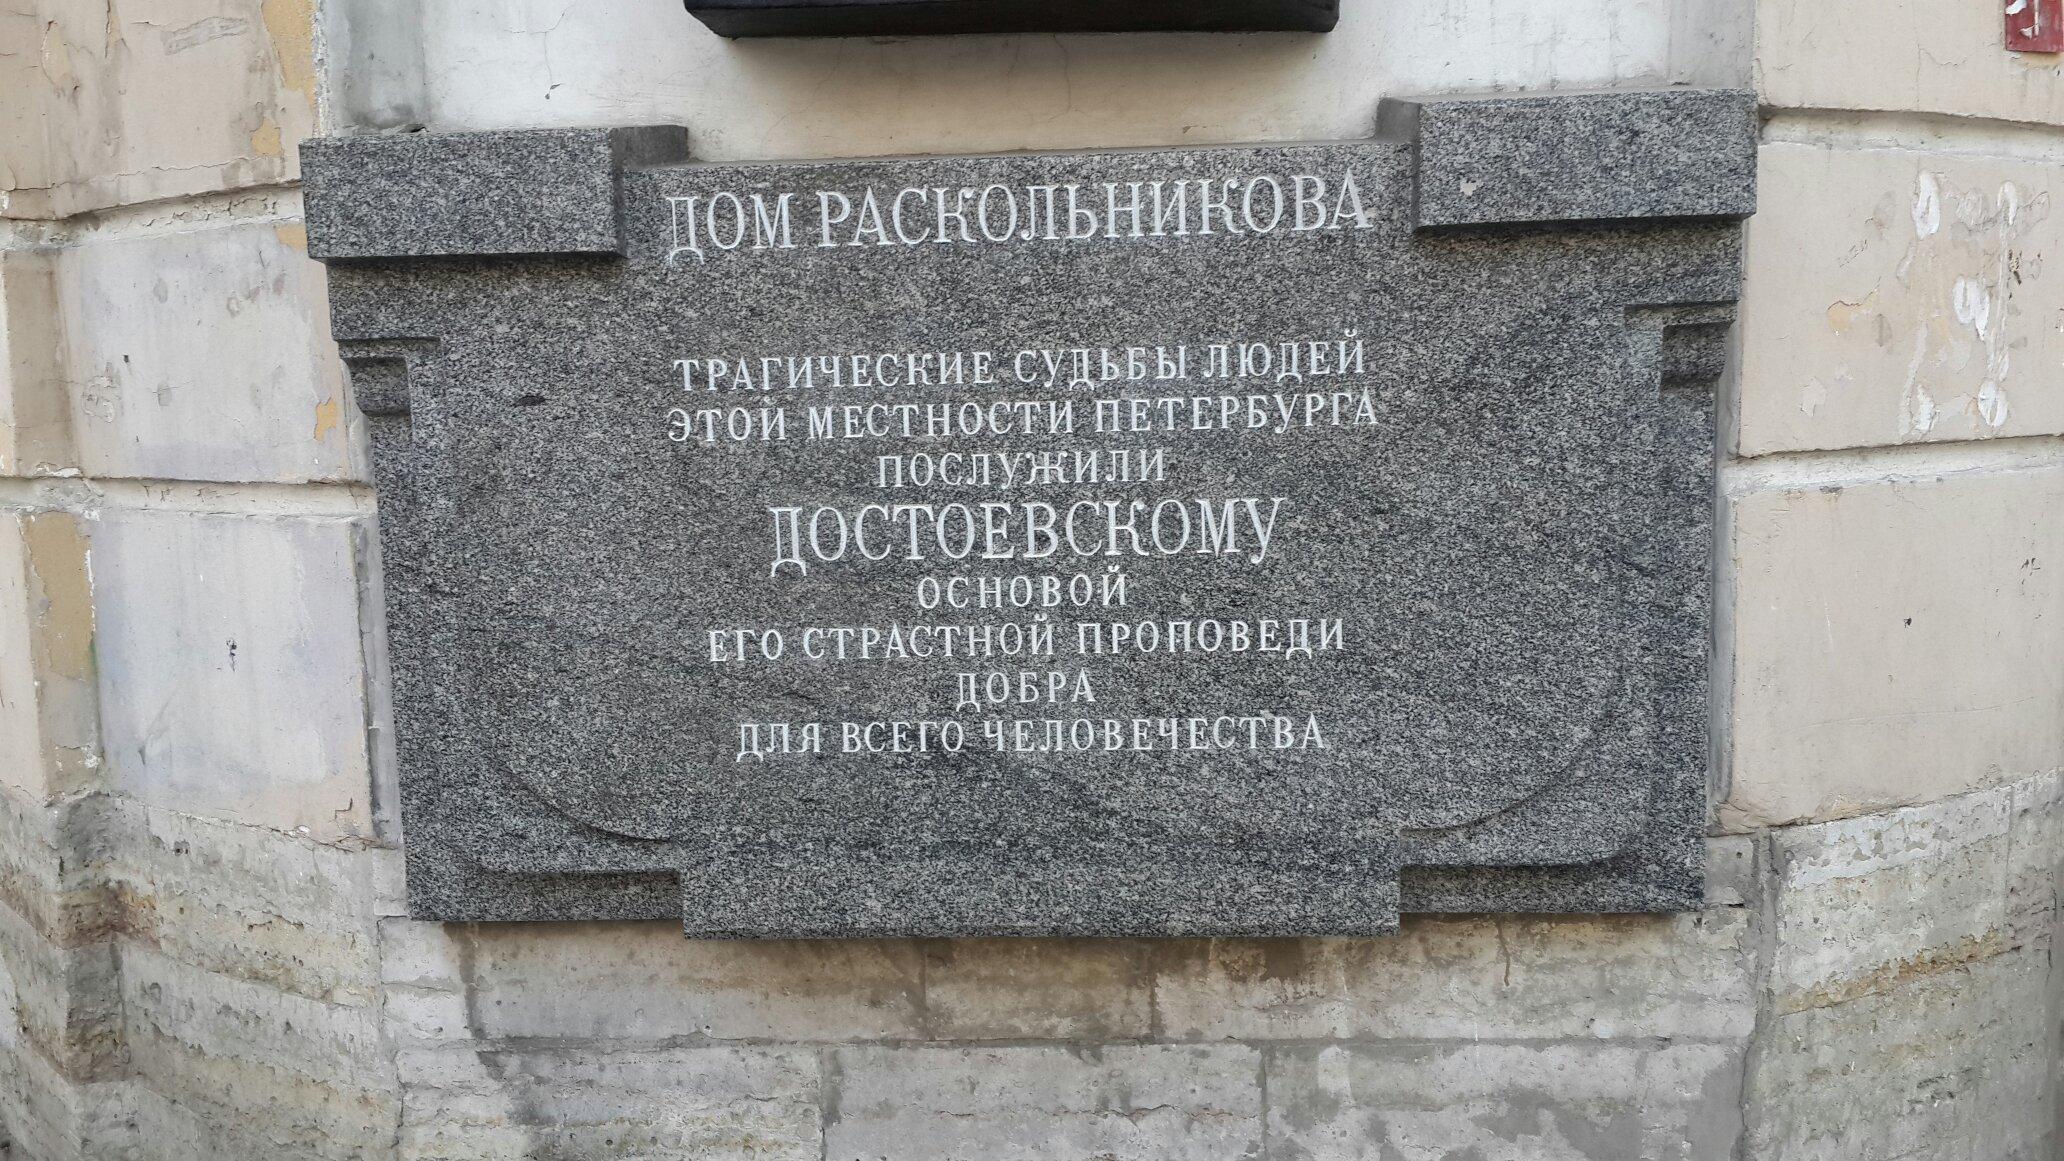 ДОМ РАСКОЛЬНИКОВА
ТРАГИЧЕСКИЕ СУДЬБЫ ЛЮДЕЙ
ЭТОЙ МЕСТНОСТИ ПЕТЕРБУРГА
ПОСЛУЖИЛИ
ДОСТОЕВСКОМУ
ОСНОВОЙ
ЕГО СТРАСТНОЙ ПРОПОВЕДИ
ДОБРА
ДЛЯ ВСЕГО ЧЕЛОВЕЧЕСТВА